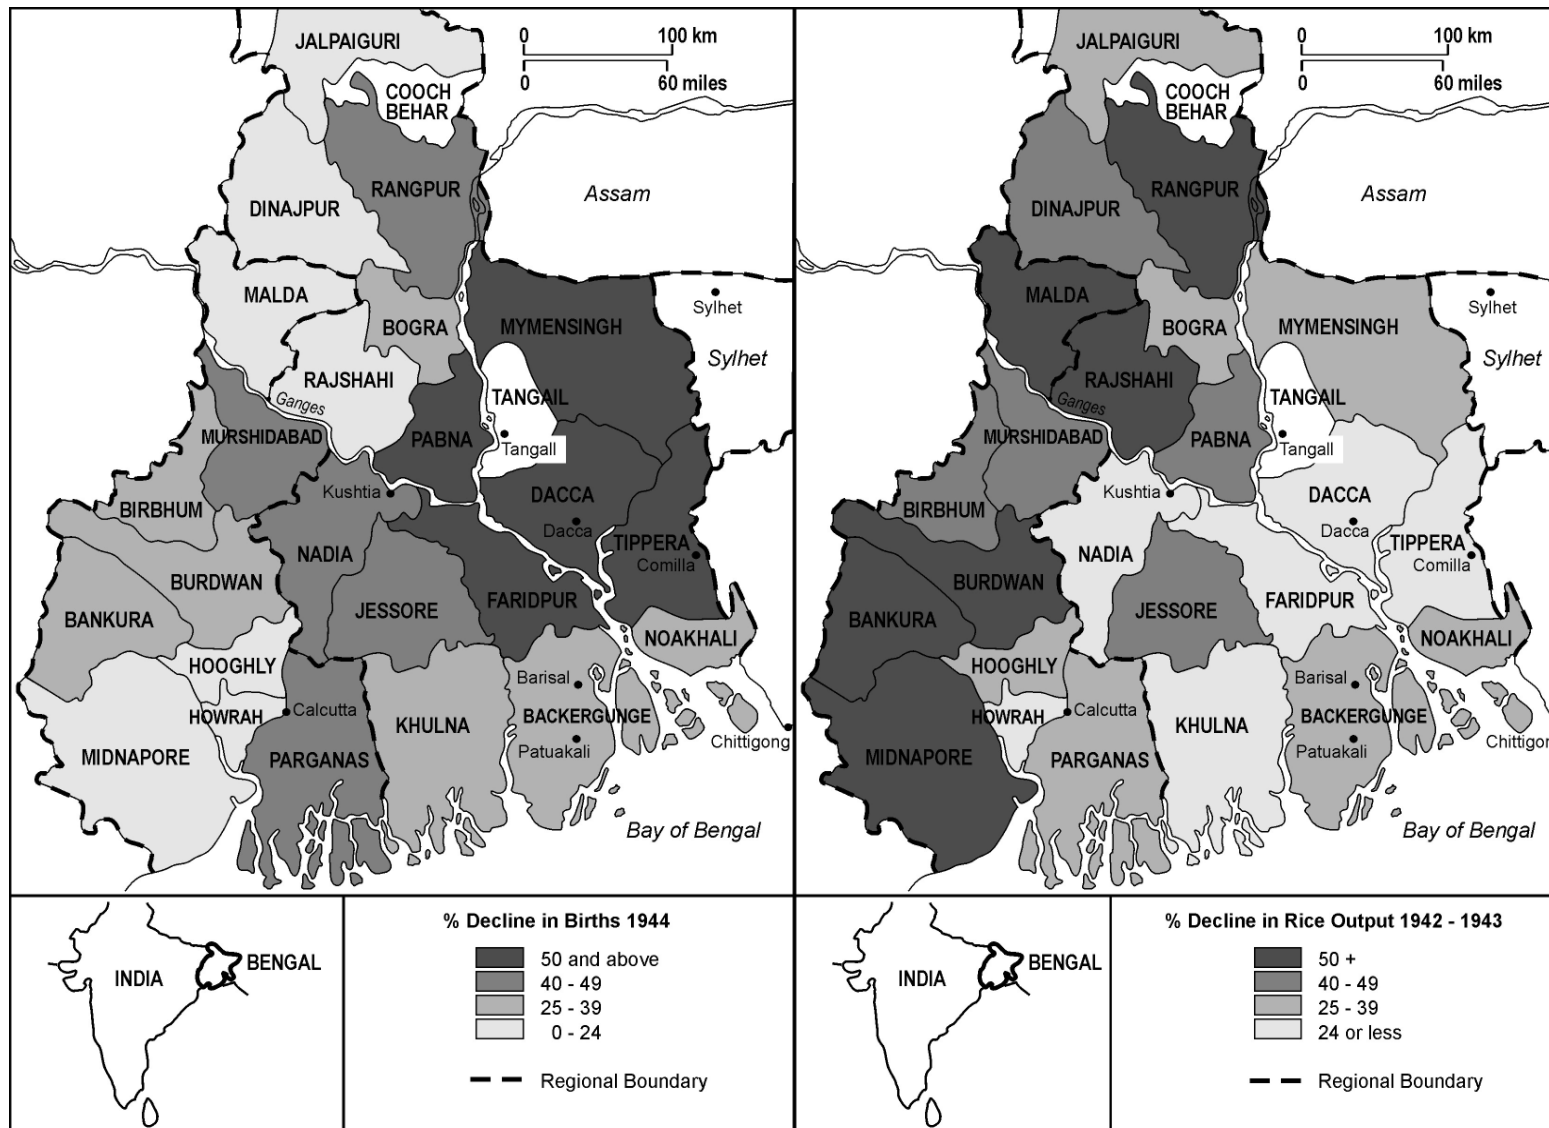 JALPAIGURI
0 100 km
0 60 miles
COOCH
BEHAR
RANGPUR
Assam
DINAJPUR
MALDA
Sylhet
BOGRA
MYMENSINGH
Sylhet
RAJSHAHI
TANGAIL
Ganges
MURSHIDABAD
PABNA
Tangall
Kushtia
DACCA
BIRBHUM
Dacca
NADIA
TIPPERA
Comilla
BURDWAN
JESSORE
FARIDPUR
BANKURA
NOAKHALI
HOOGHLY
Barisal
HOWRAH
Calcutta
KHULNA
BACKERGUNGE
Patuakali
Chittigong
MIDNAPORE
PARGANAS
Bay of Bengal
INDIA
BENGAL
% Decline in Births 1944
50 and above
40 - 49
25 - 39
0 - 24
Regional Boundary
JALPAIGURI
0 100 km
0 60 miles
COOCH
BEHAR
RANGPUR
Assam
DINAJPUR
MALDA
Sylhet
BOGRA
MYMENSINGH
Sylhet
RAJSHAHI
TANGAIL
Ganges
MURSHIDABAD
PABNA
Tangall
Kushtia
DACCA
BIRBHUM
Dacca
NADIA
TIPPERA
Comilla
BURDWAN
JESSORE
FARIDPUR
BANKURA
NOAKHALI
HOOGHLY
Barisal
HOWRAH
Calcutta
KHULNA
BACKERGUNGE
Patuakali
Chittigon
MIDNAPORE
PARGANAS
Bay of Bengal
INDIA
BENGAL
% Decline in Rice Output 1942 - 1943
50 +
40 - 49
25 - 39
24 or less
Regional Boundary